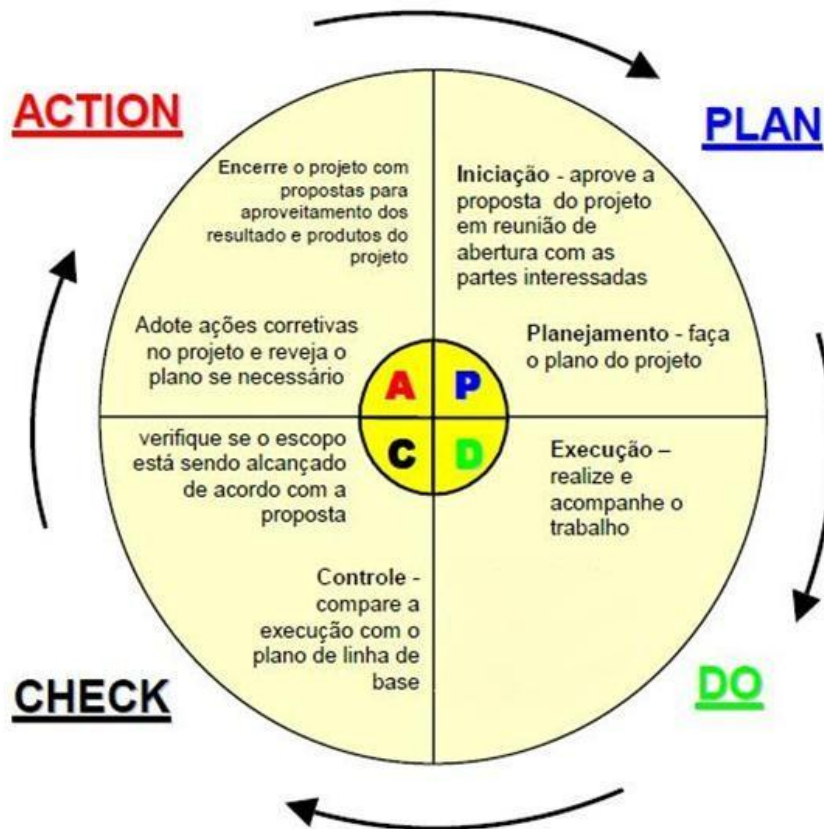 ACTION
PLAN
Encerre o projeto com
propostas para
aproveitamento dos
resultado e produtos do
projeto
Adote ações corretivas
no projeto e reveja o
plano se necessário
Iniciação - aprove a
proposta do projeto
em reunião de
abertura com as
partes interessadas
Planejamento - faça
o plano do projeto
A
P
C
D
verifique se o escopo
está sendo alcançado
de acordo com a
proposta
Controle -
compare a
execução com o
plano de linha de
base
Execução –
realize e
acompanhe o
trabalho
CHECK
DO